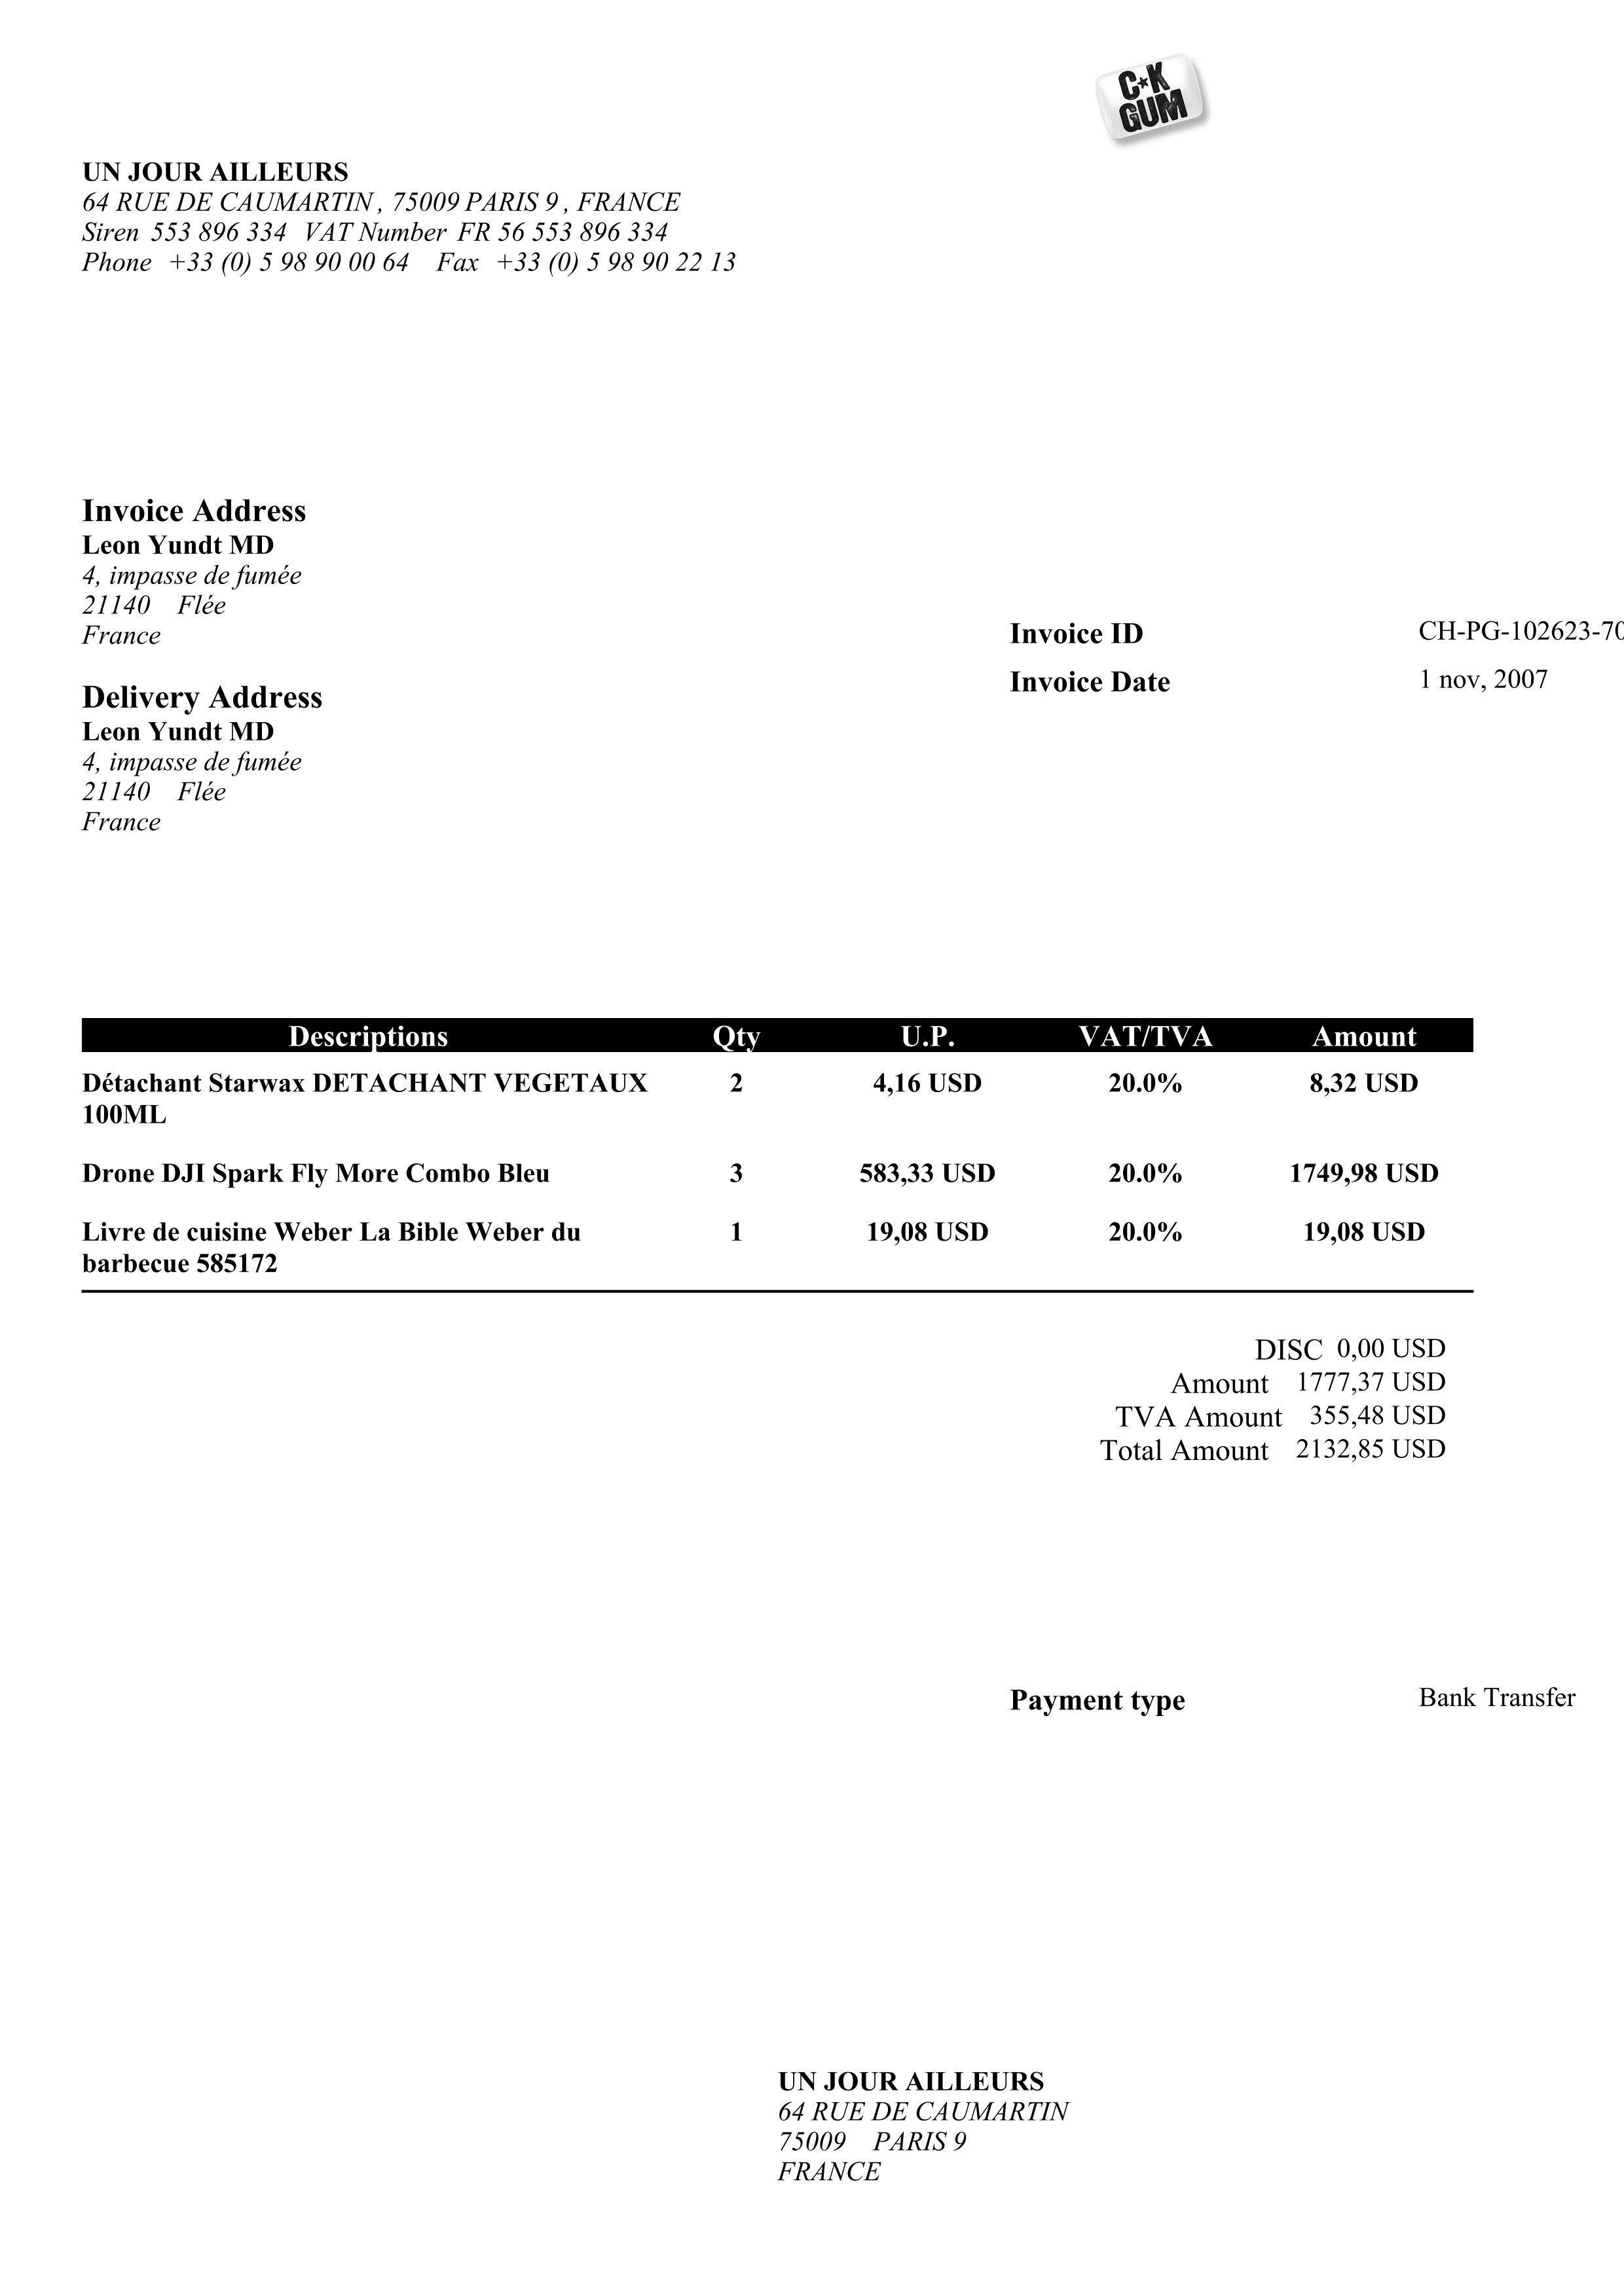 C★K
GUM
UN JOUR AILLEURS
64 RUE DE CAUMARTIN , 75009 PARIS 9 , FRANCE
Siren 553 896 334 VAT Number FR 56 553 896 334
Phone +33 (0) 5 98 90 00 64 Fax +33 (0) 5 98 90 22 13
Invoice Address
Leon Yundt MD
4, impasse de fumée
21140 Flée
France
Invoice ID CH-PG-102623-70
Invoice Date 1 nov, 2007
Delivery Address
Leon Yundt MD
4, impasse de fumée
21140 Flée
France
Descriptions Qty U.P. VAT/TVA Amount
Détachant Starwax DETACHANT VEGETAUX 2 4,16 USD 20.0% 8,32 USD
100ML
Drone DJI Spark Fly More Combo Bleu 3 583,33 USD 20.0% 1749,98 USD
Livre de cuisine Weber La Bible Weber du 1 19,08 USD 20.0% 19,08 USD
barbecue 585172
DISC 0,00 USD
Amount 1777,37 USD
TVA Amount 355,48 USD
Total Amount 2132,85 USD
Payment type Bank Transfer
UN JOUR AILLEURS
64 RUE DE CAUMARTIN
75009 PARIS 9
FRANCE